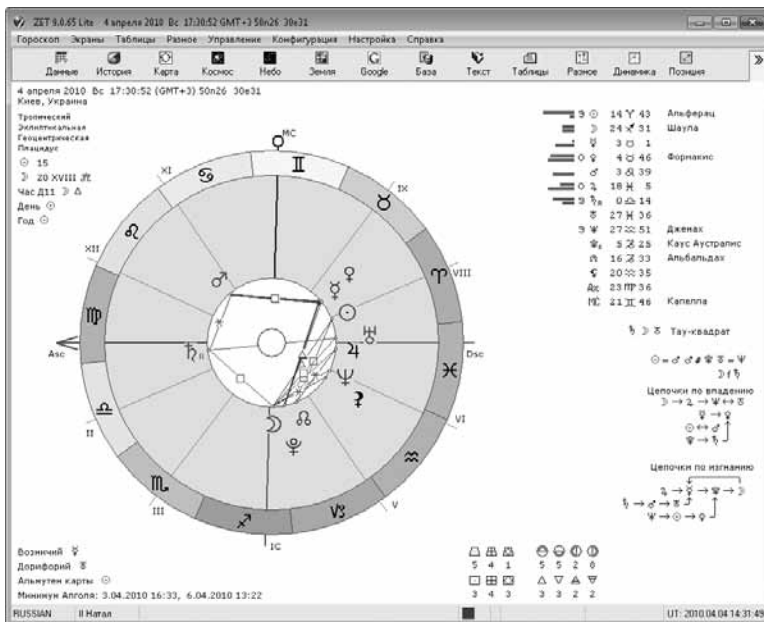 ZET 9.0.65 Lite - 4 апреля 2010 Вс 17:30:52 GMT+3 50n26 30e31
Гороскоп Экраны Таблицы Разное Управление Конфигурация Настройка Справка
Данные История Карта Космос Небо Земля Google База Текст Таблицы Разное Динамика Позиция »
4 апреля 2010 Вс 17:30:52 (GMT+3) 50n26 30e31
Киев, Украина
Тропический
Эклиптикальная
Геоцентрическая
Плацидус
☉ 15
☽ 20 XVIII
Час Д11 ☽ △
День ☉
Год ☉
MC
XI
IX
XII
VIII
Asc
Dsc
II
VI
III
V
IC
Э ☉ 14 ♈ 43 Альферац
☽ 24 ♐ 31 Шаула
☿ 3 ♉ 1
О ♀ 4 ♉ 46 Формакис
♂ 3 ♌ 39
О ♃ 18 ♓ 5
Э ♄R 0 ♎ 14
27 ♓ 36
Э ♆ 27 ♒ 51 Дженах
5 ♑ 25 Каус Аустралис
☊ 16 ♑ 33 Альбальдах
20 ♒ 35
Ас 23 ♍ 36
MC 21 ♊ 46 Капелла
Тау-квадрат
Цепочки по владению
Цепочки по изгнанию
Возничий ☿
Дорифорий
Альмутен карты ☉
Минимум Алголя: 3.04.2010 16:33, 6.04.2010 13:22
5 4 1 5 5 2 0
3 4 3 3 3 2 2
RUSSIAN II Натал UT: 2010.04.04 14:31:49